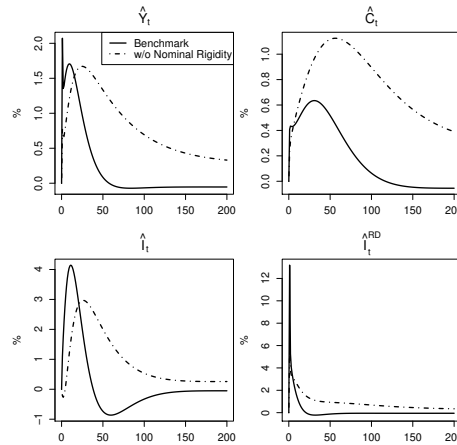 Ŷt
Benchmark
w/o Nominal Rigidity
%
0.0 0.5 1.0 1.5 2.0
0 50 100 150 200
Ĉt
%
0.0 0.2 0.4 0.6 0.8 1.0
0 50 100 150 200
Ît
%
−1 0 1 2 3 4
0 50 100 150 200
ÎtRD
%
0 2 4 6 8 12
0 50 100 150 200